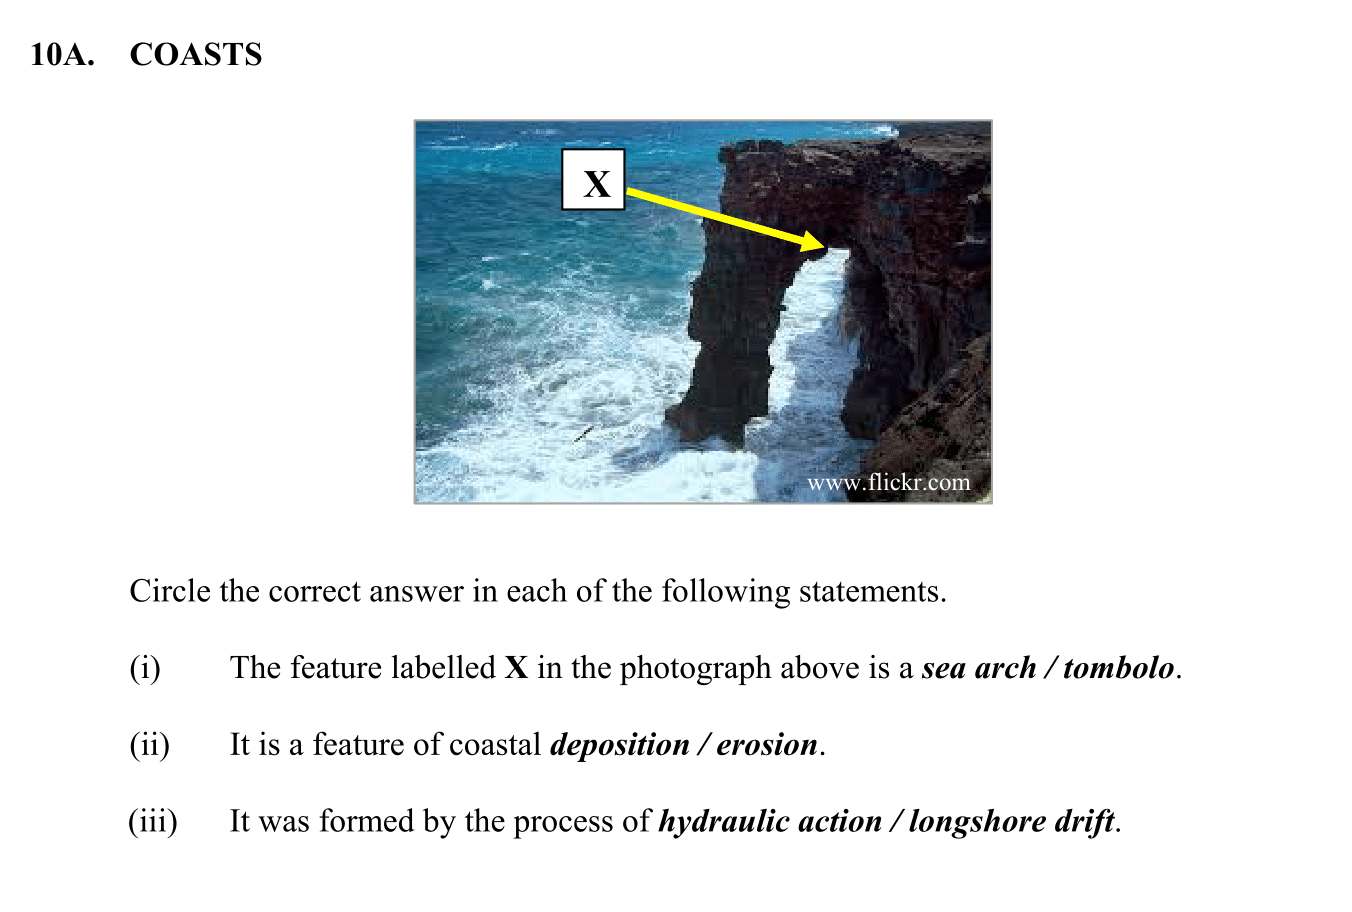 10A. COASTS
X
www.flickr.com
Circle the correct answer in each of the following statements.
(i) The feature labelled X in the photograph above is a sea arch / tombolo.
(ii) It is a feature of coastal deposition / erosion.
(iii) It was formed by the process of hydraulic action / longshore drift.